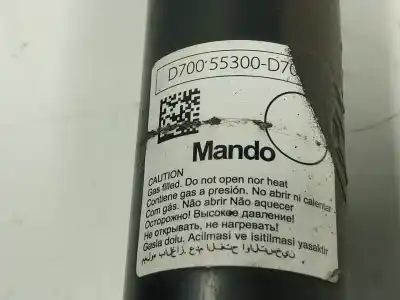 D700 55300-D70
Mando
CAUTION
Gas filled. Do not open nor heat
Contiene gas a presión. No abrir ni calentar
Com gás. Não abrir Não aquecer
Осторожно! Высокое давление!
Не открывать, не нагревать!
Gasla dolu. Acilmasi ve isitilmasi yasaktir